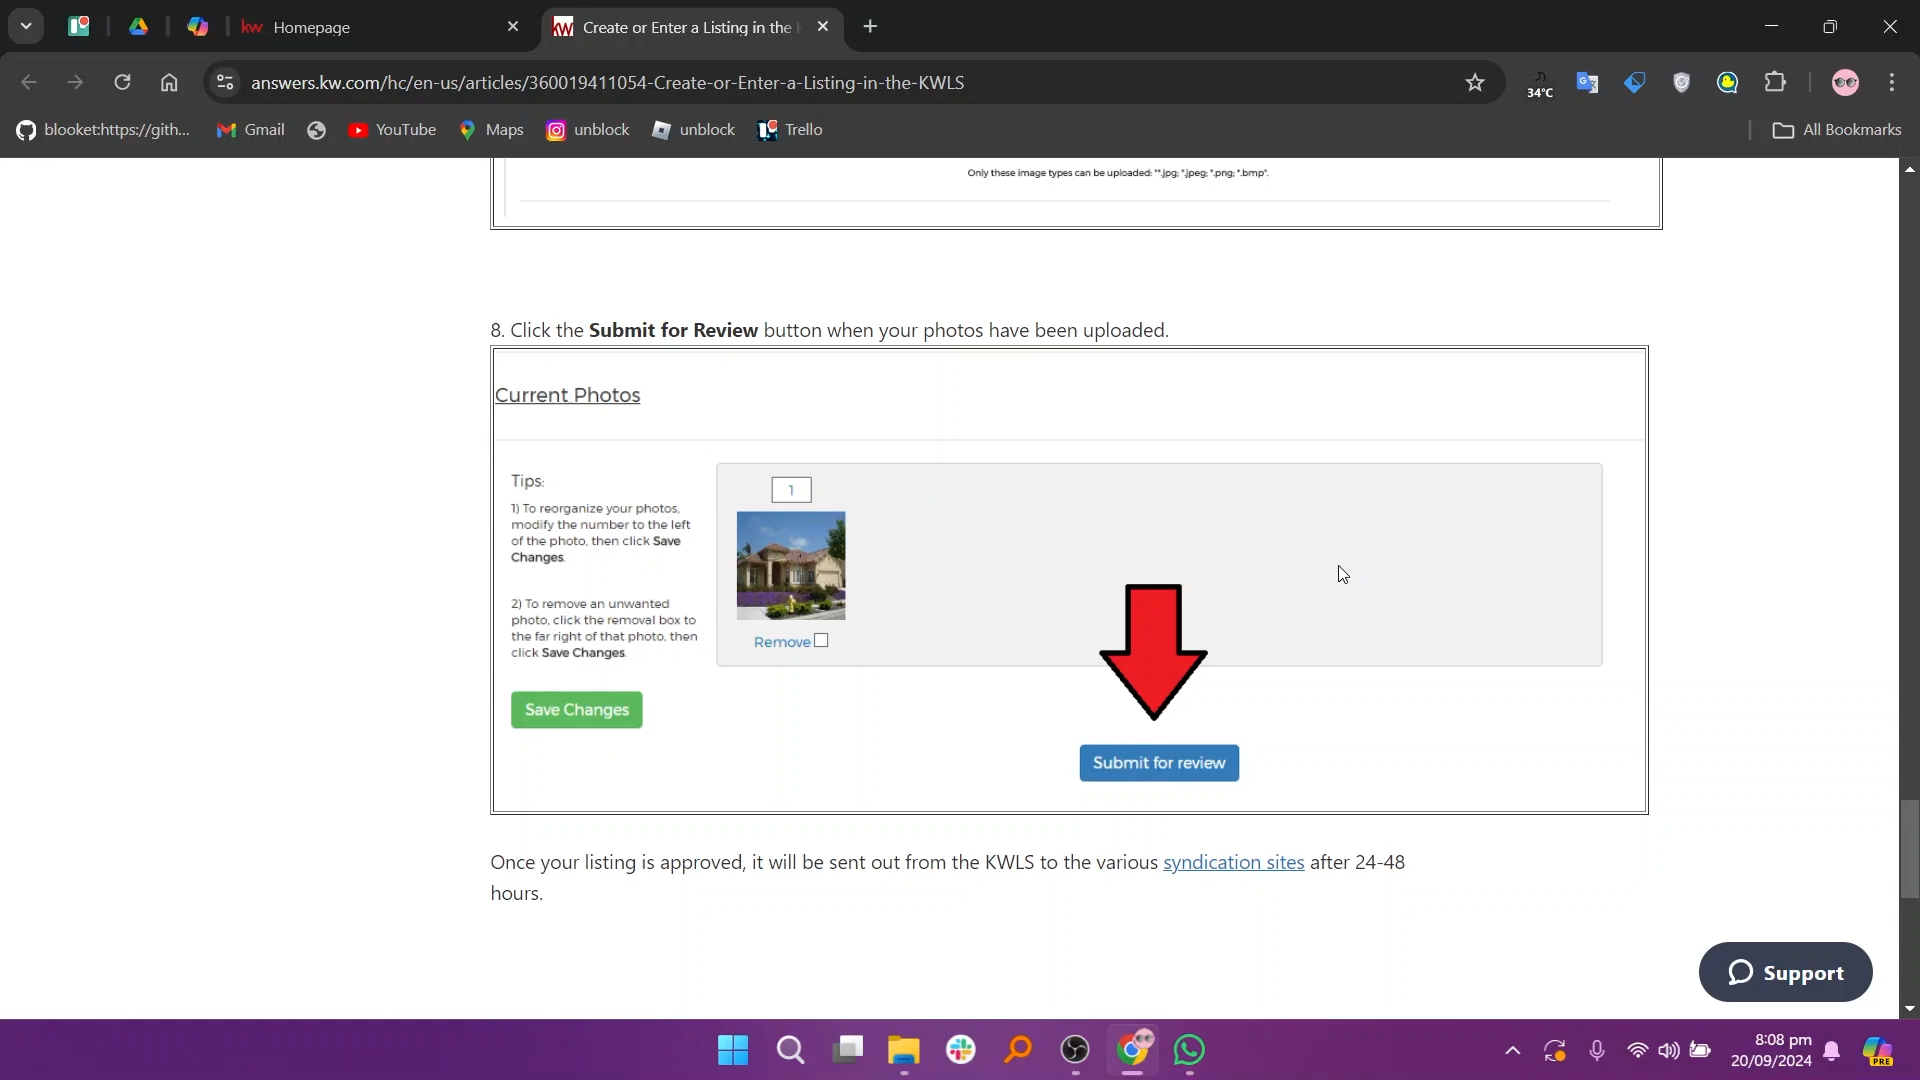 Homepage
Create or Enter a Listing in the
answers.kw.com/hc/en-us/articles/360019411054-Create-or-Enter-a-Listing-in-the-KWLS
34°C
blooket:https://gith...
Gmail
YouTube
Maps
unblock
unblock
Trello
All Bookmarks
Only these image types can be uploaded: "*.jpg; *.jpeg; *.png; *.bmp".
8. Click the Submit for Review button when your photos have been uploaded.
Current Photos
Tips:
1) To reorganize your photos,
modify the number to the left
of the photo, then click Save
Changes.
2) To remove an unwanted
photo, click the removal box to
the far right of that photo, then
click Save Changes.
Save Changes
1
Remove
Submit for review
Once your listing is approved, it will be sent out from the KWLS to the various syndication sites after 24-48
hours.
Support
8:08 pm
20/09/2024
PRE